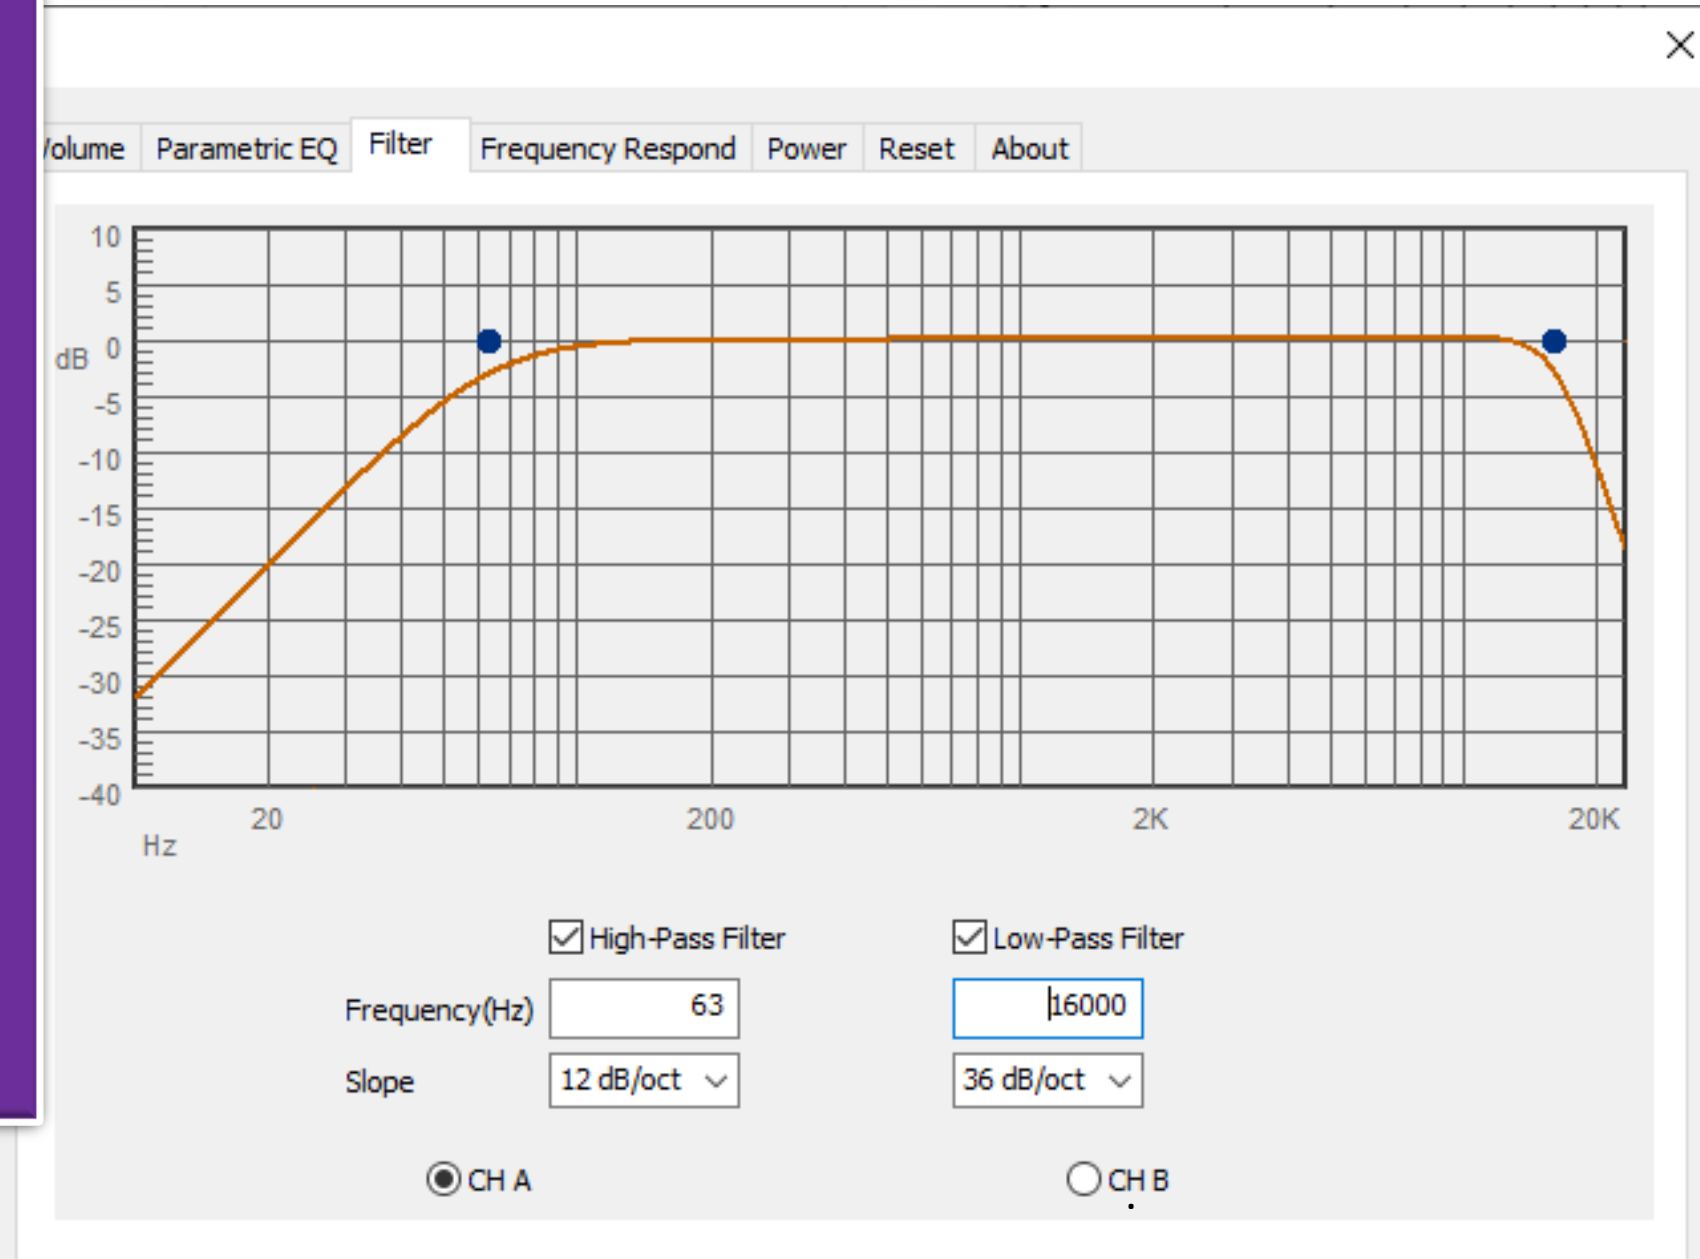 olume Parametric EQ Filter Frequency Respond Power Reset About
10
5
dB 0
-5
-10
-15
-20
-25
-30
-35
-40
20 200 2K 20K
Hz
High-Pass Filter Low-Pass Filter
Frequency(Hz) 63 16000
Slope 12 dB/oct 36 dB/oct
CH A CH B